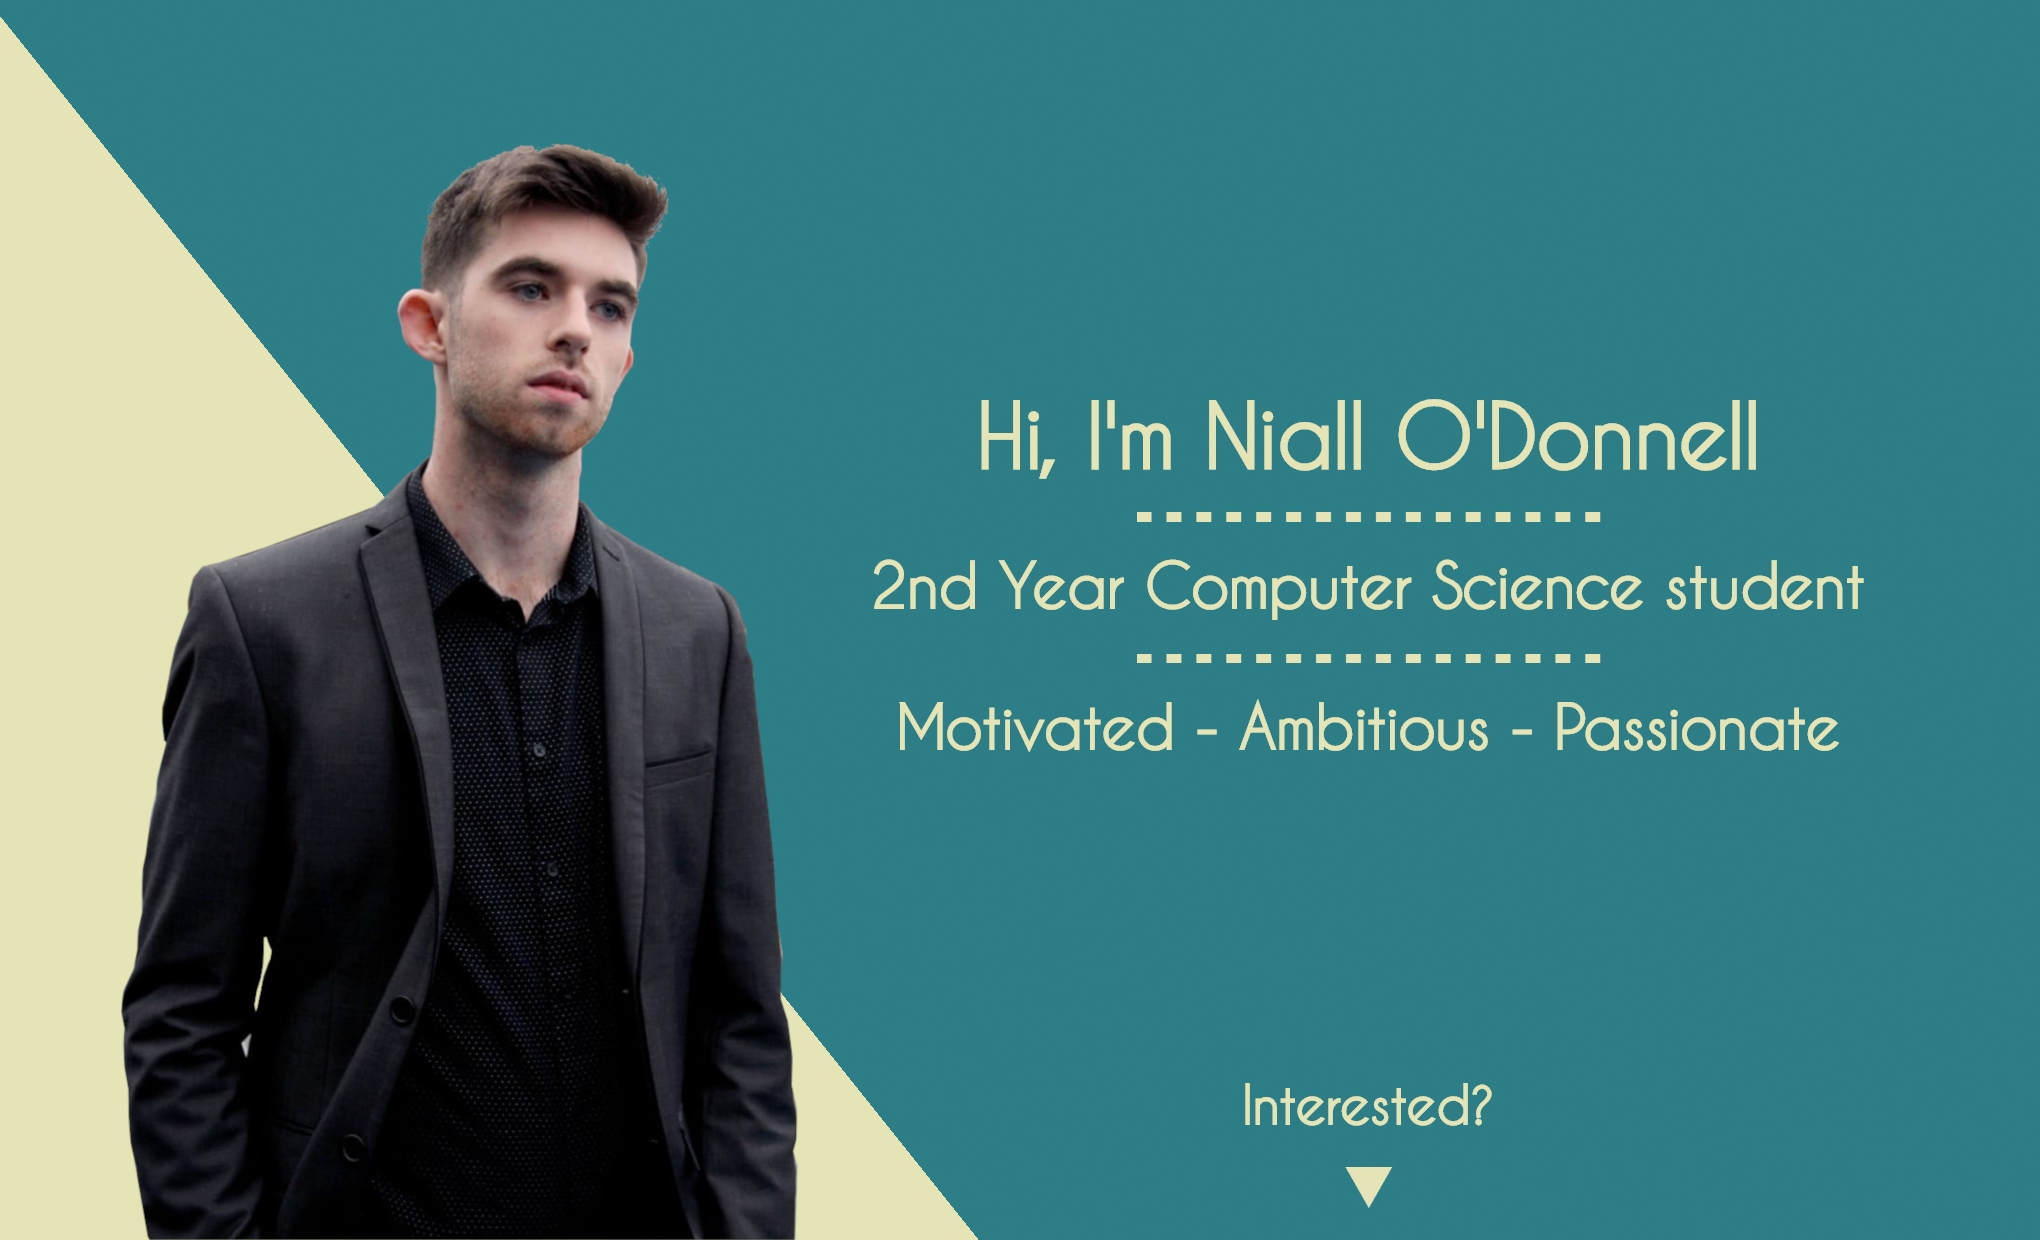 Hi, I'm Niall O'Donnell
2nd Year Computer Science student
Motivated - Ambitious - Passionate
Interested?